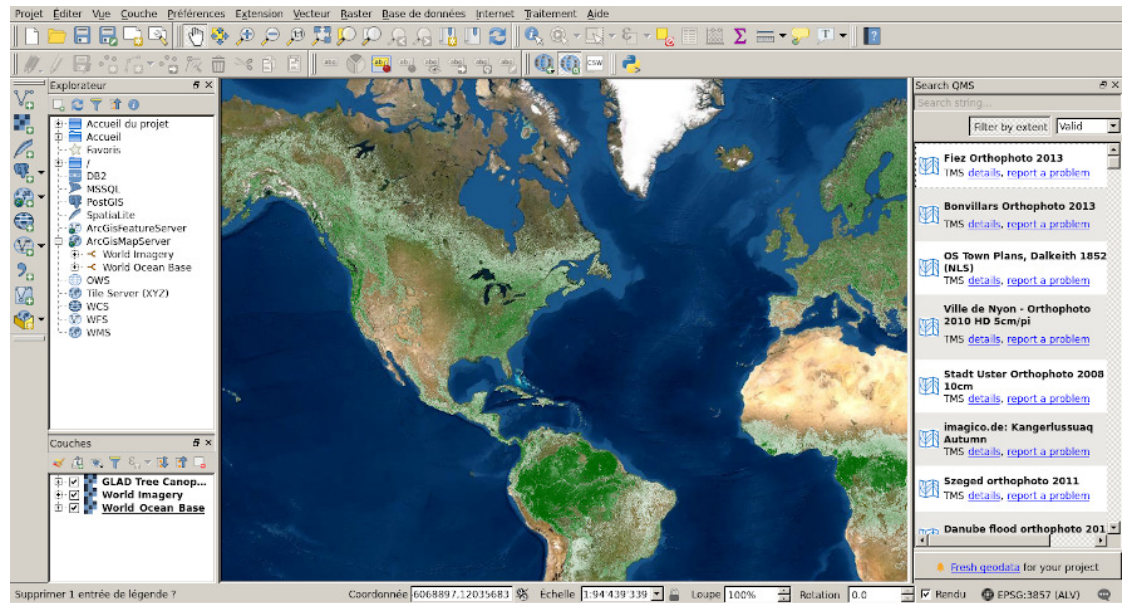 Projet Éditer Vue Couche Préférences Extension Vecteur Raster Base de données Internet Traitement Aide
Explorateur
Accueil du projet
Accueil
Favoris
/
DB2
MSSQL
PostGIS
SpatiaLite
ArcGisFeatureServer
ArcGisMapServer
World Imagery
World Ocean Base
OWS
Tile Server (XYZ)
WCS
WFS
WMS
Couches
GLAD Tree Canop...
World Imagery
World Ocean Base
Search QMS
Search string...
Filter by extent Valid
Fiez Orthophoto 2013
TMS details, report a problem
Bonvillars Orthophoto 2013
TMS details, report a problem
OS Town Plans, Dalkeith 1852
(NLS)
TMS details, report a problem
Ville de Nyon - Orthophoto
2010 HD 5cm/pi
TMS details, report a problem
Stadt Uster Orthophoto 2008
10cm
TMS details, report a problem
imagico.de: Kangerlussuaq
Autumn
TMS details, report a problem
Szeged orthophoto 2011
TMS details, report a problem
Danube flood orthophoto 201
Fresh geodata for your project
Supprimer 1 entrée de légende ? Coordonnée 6068897.12035683 Échelle 1:94'439'339 Loupe 100% Rotation 0.0 Rendu EPSG:3857 (ALV)